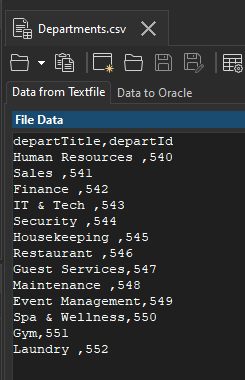 Departments.csv
Data from Textfile Data to Oracle
File Data
departTitle,departId
Human Resources ,540
Sales ,541
Finance ,542
IT & Tech ,543
Security ,544
Housekeeping ,545
Restaurant ,546
Guest Services,547
Maintenance ,548
Event Management,549
Spa & Wellness,550
Gym,551
Laundry ,552